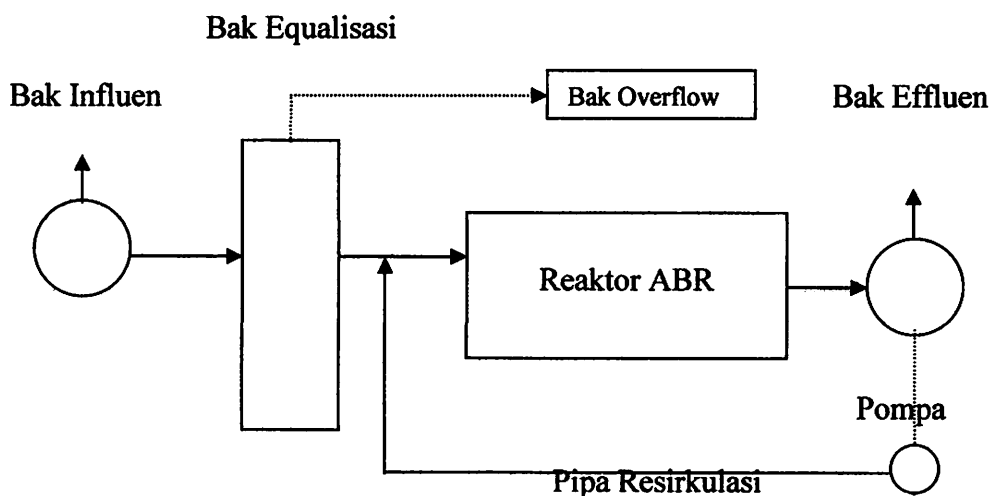 Bak Equalisasi
Bak Influen
Bak Overflow
Bak Effluen
Reaktor ABR
Pompa
Pipa Resirkulasi